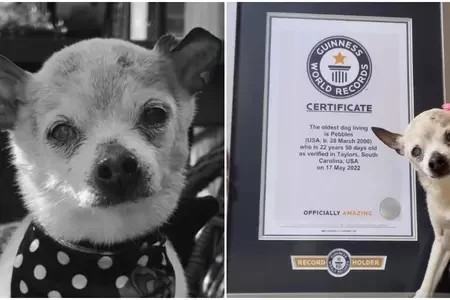 GUINNESS
WORLD
RECORDS
CERTIFICATE
The oldest dog living
is Pebbles
(USA, b. 28 March 2000)
who is 22 years 50 days old
as verified in Taylors, South
Carolina, USA
on 17 May 2022
OFFICIALLY AMAZING
RECORD HOLDER